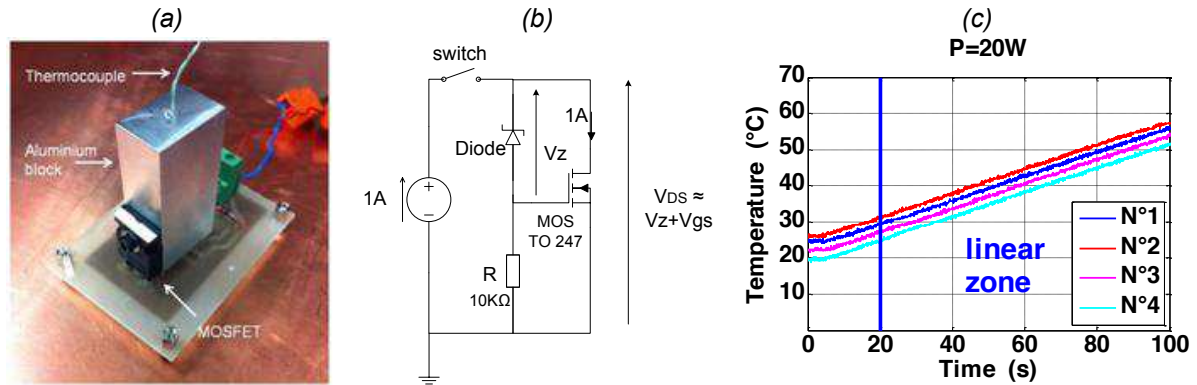 (a)
Thermocouple
Aluminium
block
MOSFET
(b)
switch
1A
Diode
Vz
1A
MOS
TO 247
R
10KΩ
VDS ≈
Vz+Vgs
(c)
P=20W
Temperature (°C)
70
60
50
40
30
20
10
linear
zone
N°1
N°2
N°3
N°4
0 20 40 60 80 100
Time (s)